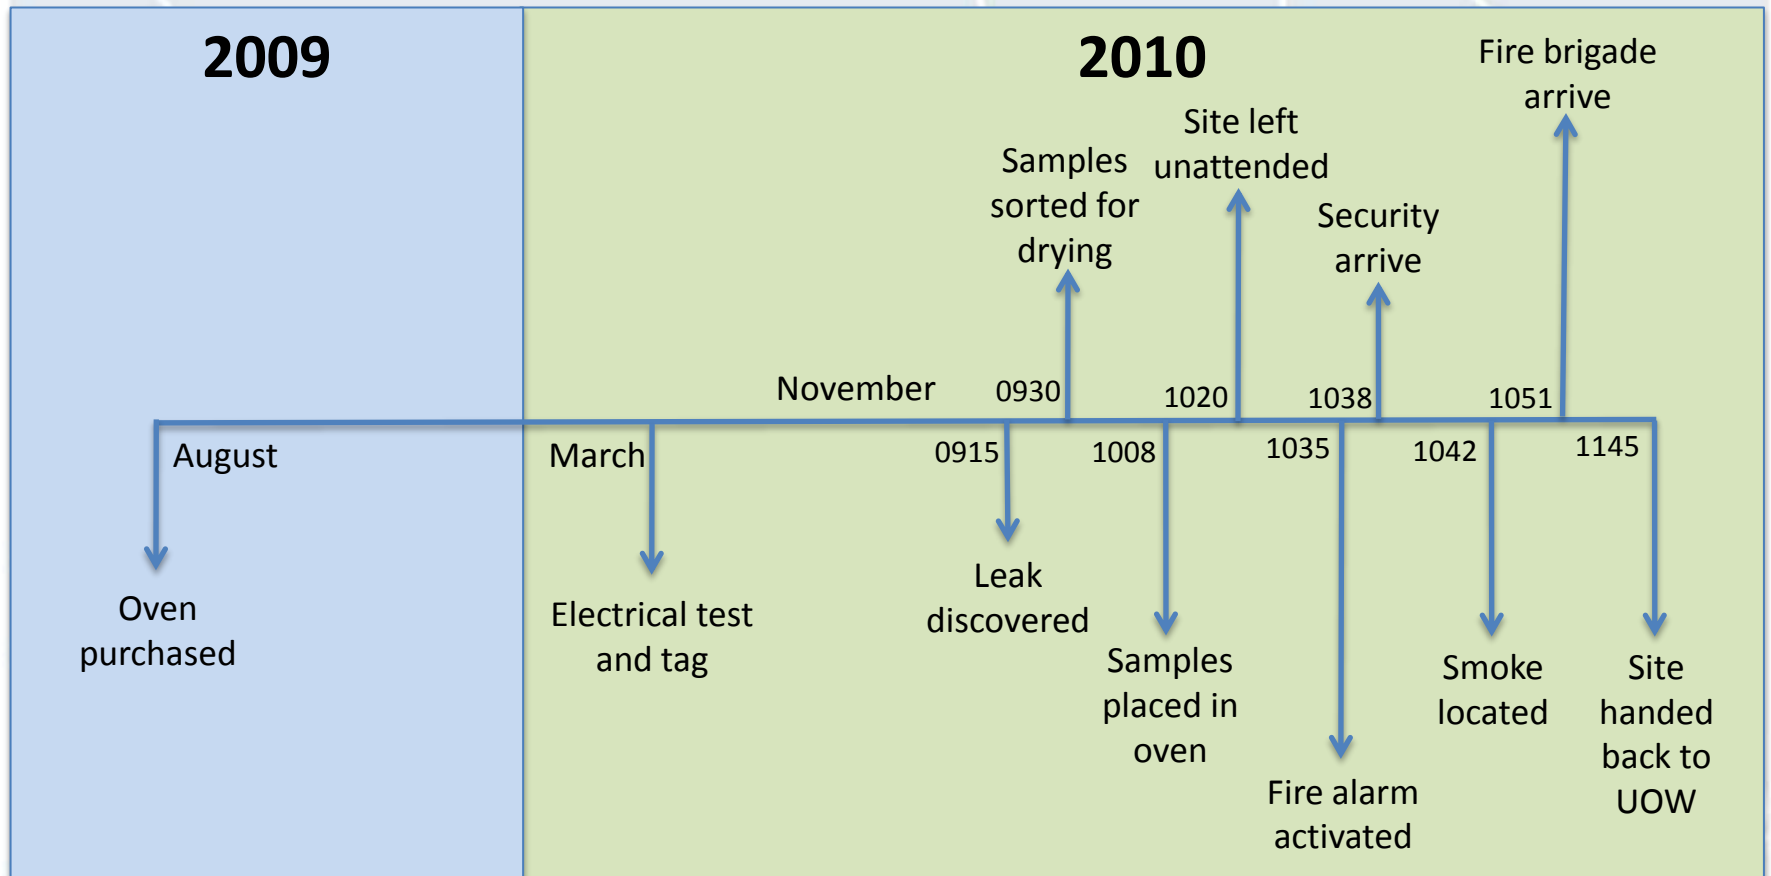 2009
2010
Fire brigade
arrive
Site left
unattended
Samples
sorted for
drying
Security
arrive
November
0930
1020
1038
1051
August
March
0915
1008
1035
1042
1145
Oven
purchased
Electrical test
and tag
Leak
discovered
Samples
placed in
oven
Fire alarm
activated
Smoke
located
Site
handed
back to
UOW